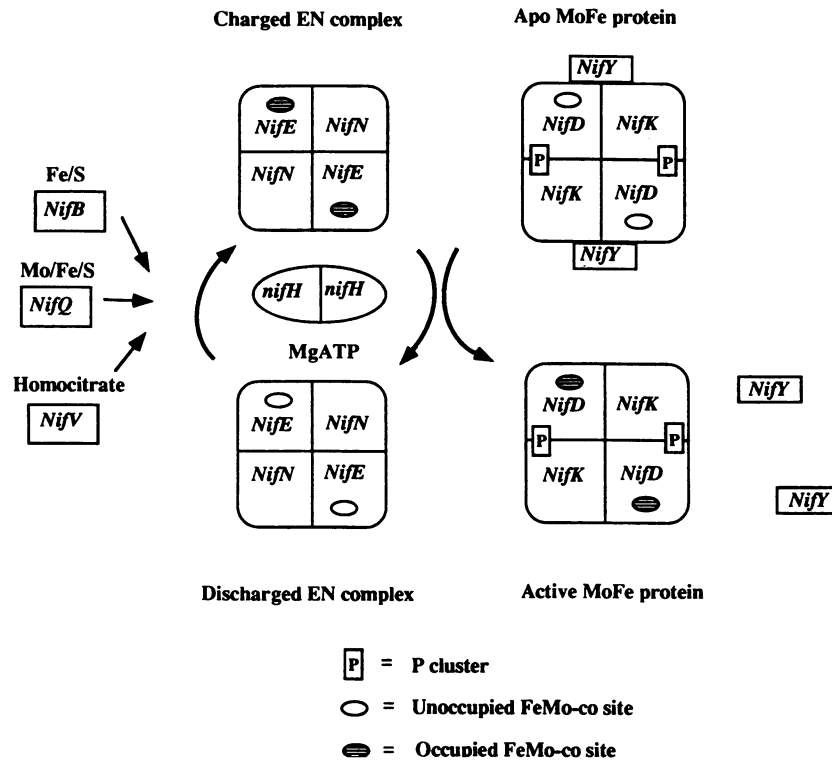 Charged EN complex
Apo MoFe protein
NifY
NifE
NifN
NifD
NifK
P
P
NifN
NifE
NifK
NifD
NifY
Fe/S
NifB
Mo/Fe/S
NifQ
Homocitrate
NifV
nifH
nifH
MgATP
NifE
NifN
NifD
NifK
NifY
P
P
NifN
NifE
NifK
NifD
NifY
Discharged EN complex
Active MoFe protein
P = P cluster
= Unoccupied FeMo-co site
= Occupied FeMo-co site